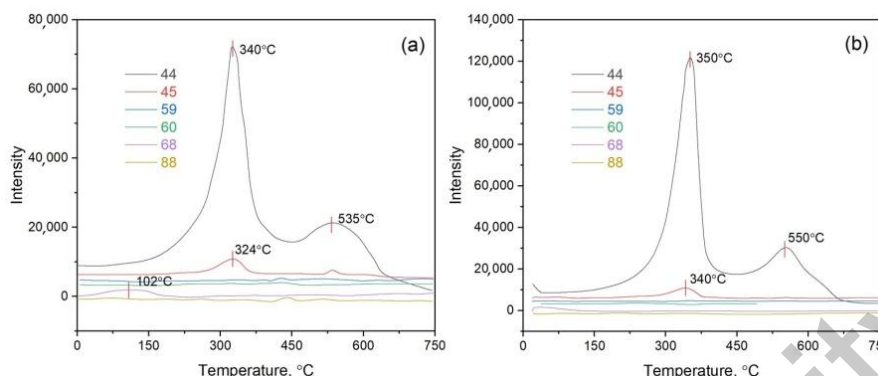 80,000
60,000
40,000
20,000
0
Intensity
(a)
340°C
44
45
59
60
68
88
535°C
324°C
102°C
0
150
300
450
600
750
Temperature, °C
140,000
120,000
100,000
80,000
60,000
40,000
20,000
0
Intensity
(b)
350°C
44
45
59
60
68
88
550°C
340°C
0
150
300
450
600
750
Temperature, °C